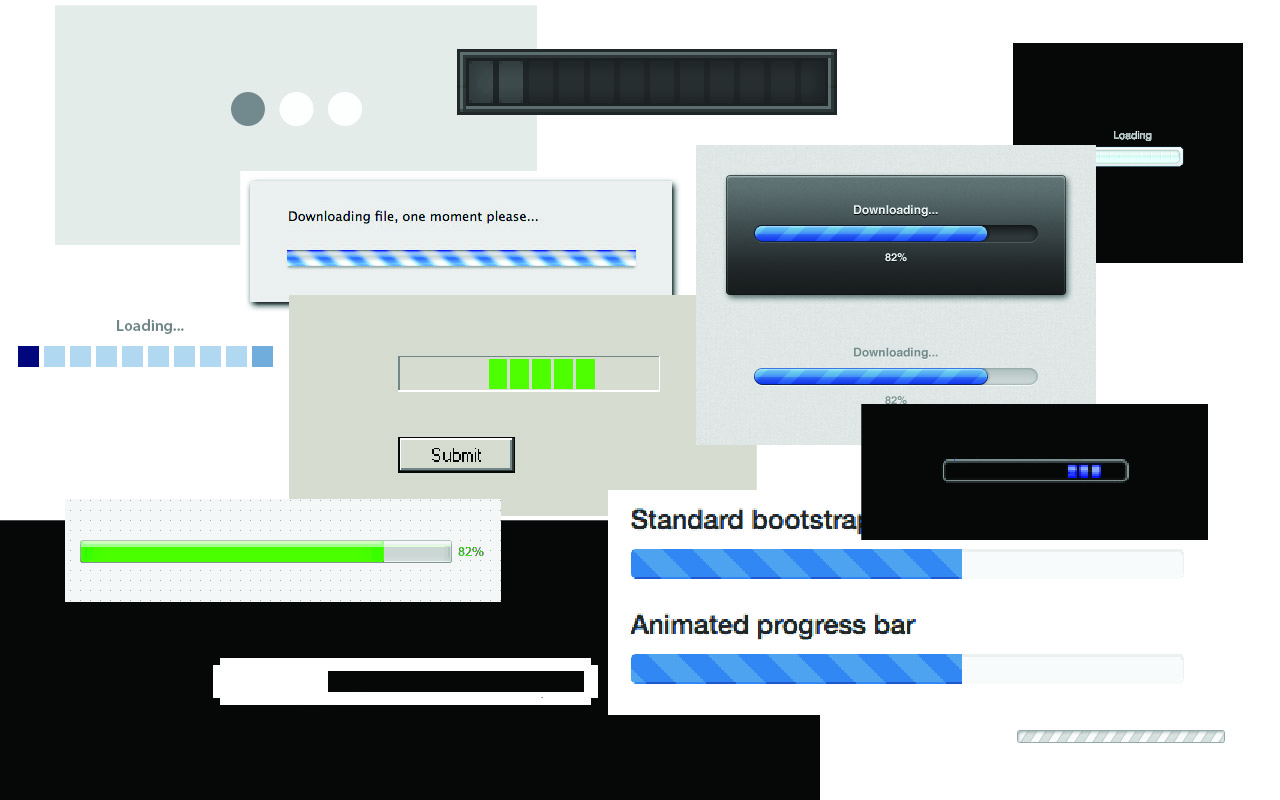 Loading
Downloading file, one moment please...
Downloading...
82%
Loading...
Downloading...
82%
Submit
Standard bootstrap
82%
Animated progress bar